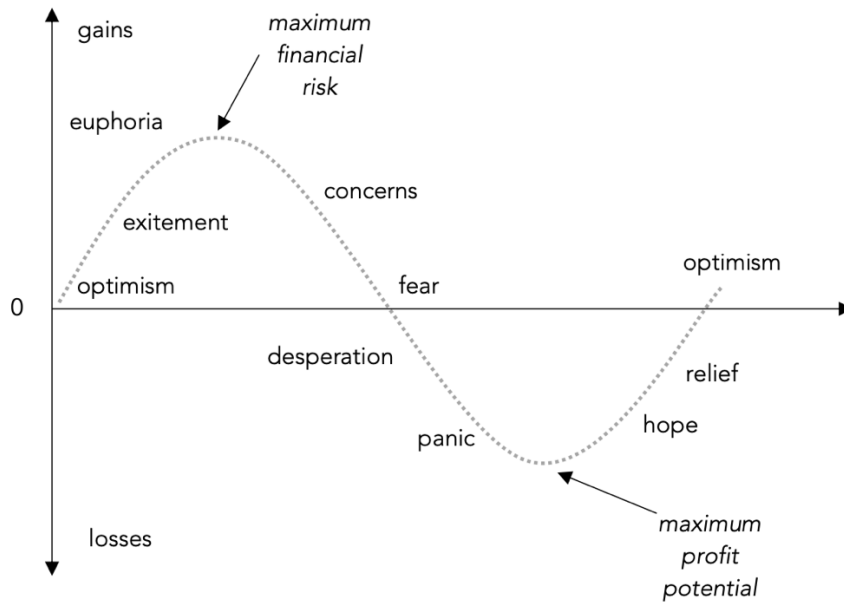 gains
maximum
financial
risk
euphoria
concerns
exitement
optimism
optimism
fear
0
desperation
relief
hope
panic
maximum
profit
potential
losses